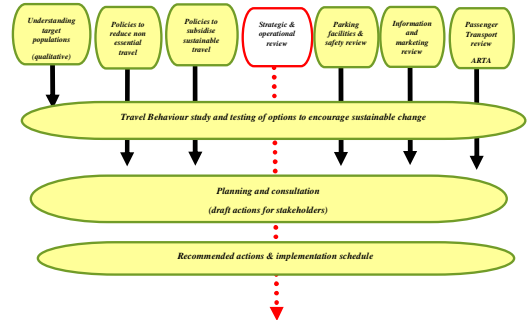 Understanding
target
populations
(qualitative)
Policies to
reduce non
essential
travel
Policies to
subsidise
sustainable
travel
Strategic &
operational
review
Parking
facilities &
safety review
Information
and
marketing
review
Passenger
Transport
review
ARTA
Travel Behaviour study and testing of options to encourage sustainable change
Planning and consultation
(draft actions for stakeholders)
Recommended actions & implementation schedule